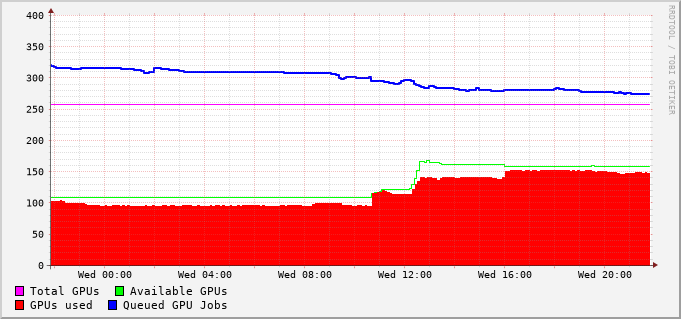 400
350
300
250
200
150
100
50
0
Wed 00:00 Wed 04:00 Wed 08:00 Wed 12:00 Wed 16:00 Wed 20:00
Total GPUs Available GPUs
GPUs used Queued GPU Jobs
RRDTOOL / TOBI OETIKER